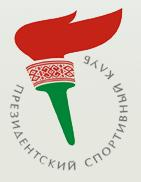 ПРЕЗИДЕНТСКИЙ СПОРТИВНЫЙ КЛУБ